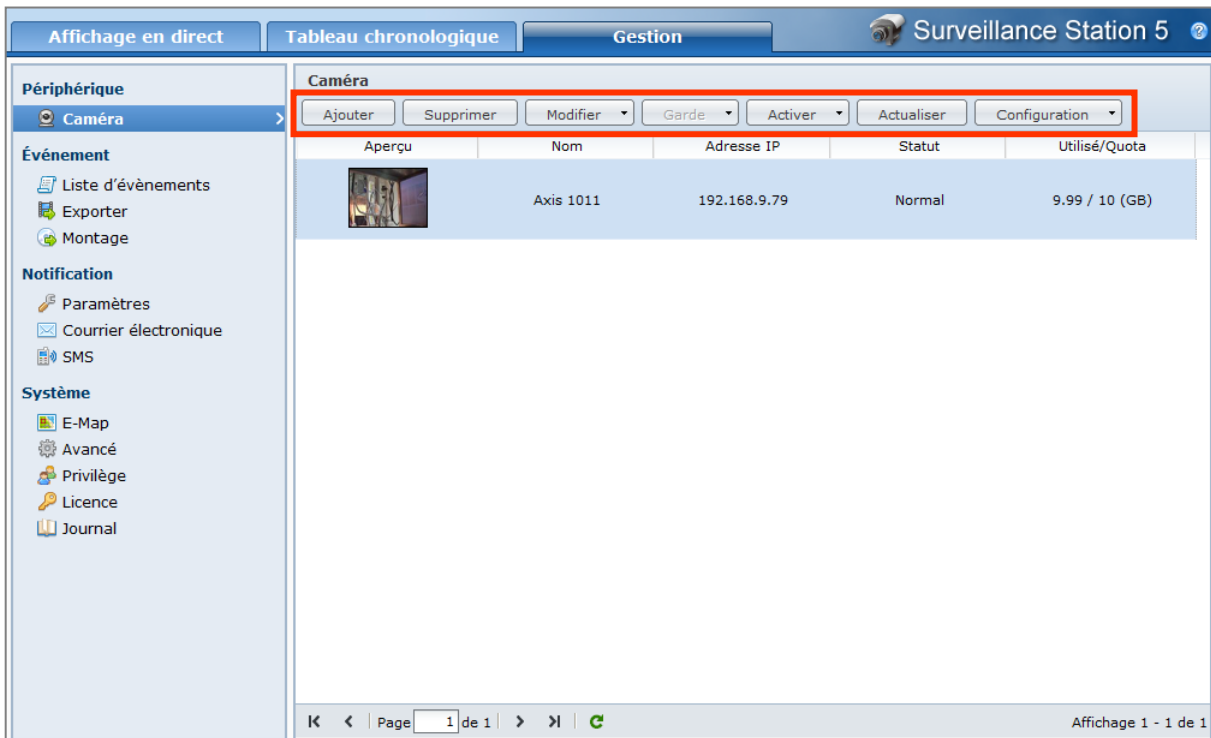 Affichage en direct Tableau chronologique Gestion Surveillance Station 5
Périphérique
Caméra
Événement
Liste d'évènements
Exporter
Montage
Notification
Paramètres
Courrier électronique
SMS
Système
E-Map
Avancé
Privilège
Licence
Journal
Caméra
Ajouter Supprimer Modifier Garde Activer Actualiser Configuration
Aperçu Nom Adresse IP Statut Utilisé/Quota
Axis 1011 192.168.9.79 Normal 9.99 / 10 (GB)
Page 1 de 1 Affichage 1 - 1 de 1